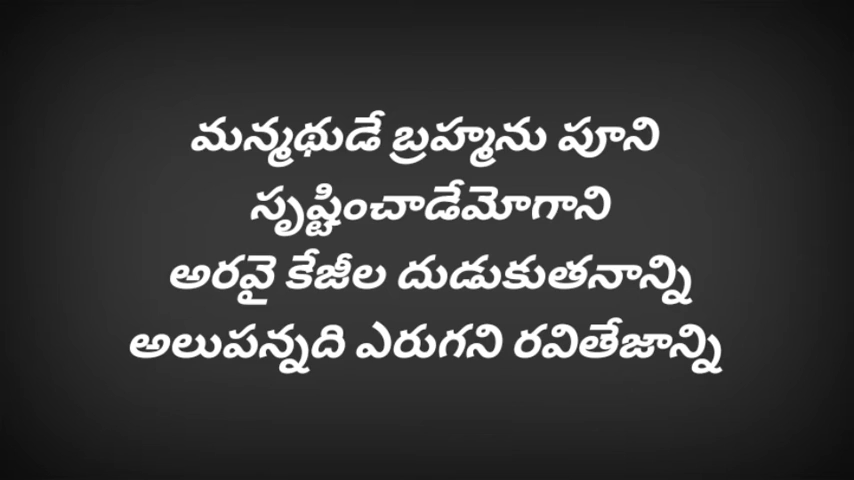 మన్మథుడే బ్రహ్మను పూని
సృష్టించాడేమోగాని
అరవై కేజీల దుడుకుతనాన్ని
అలుపన్నది ఎరుగని రవితేజాన్ని